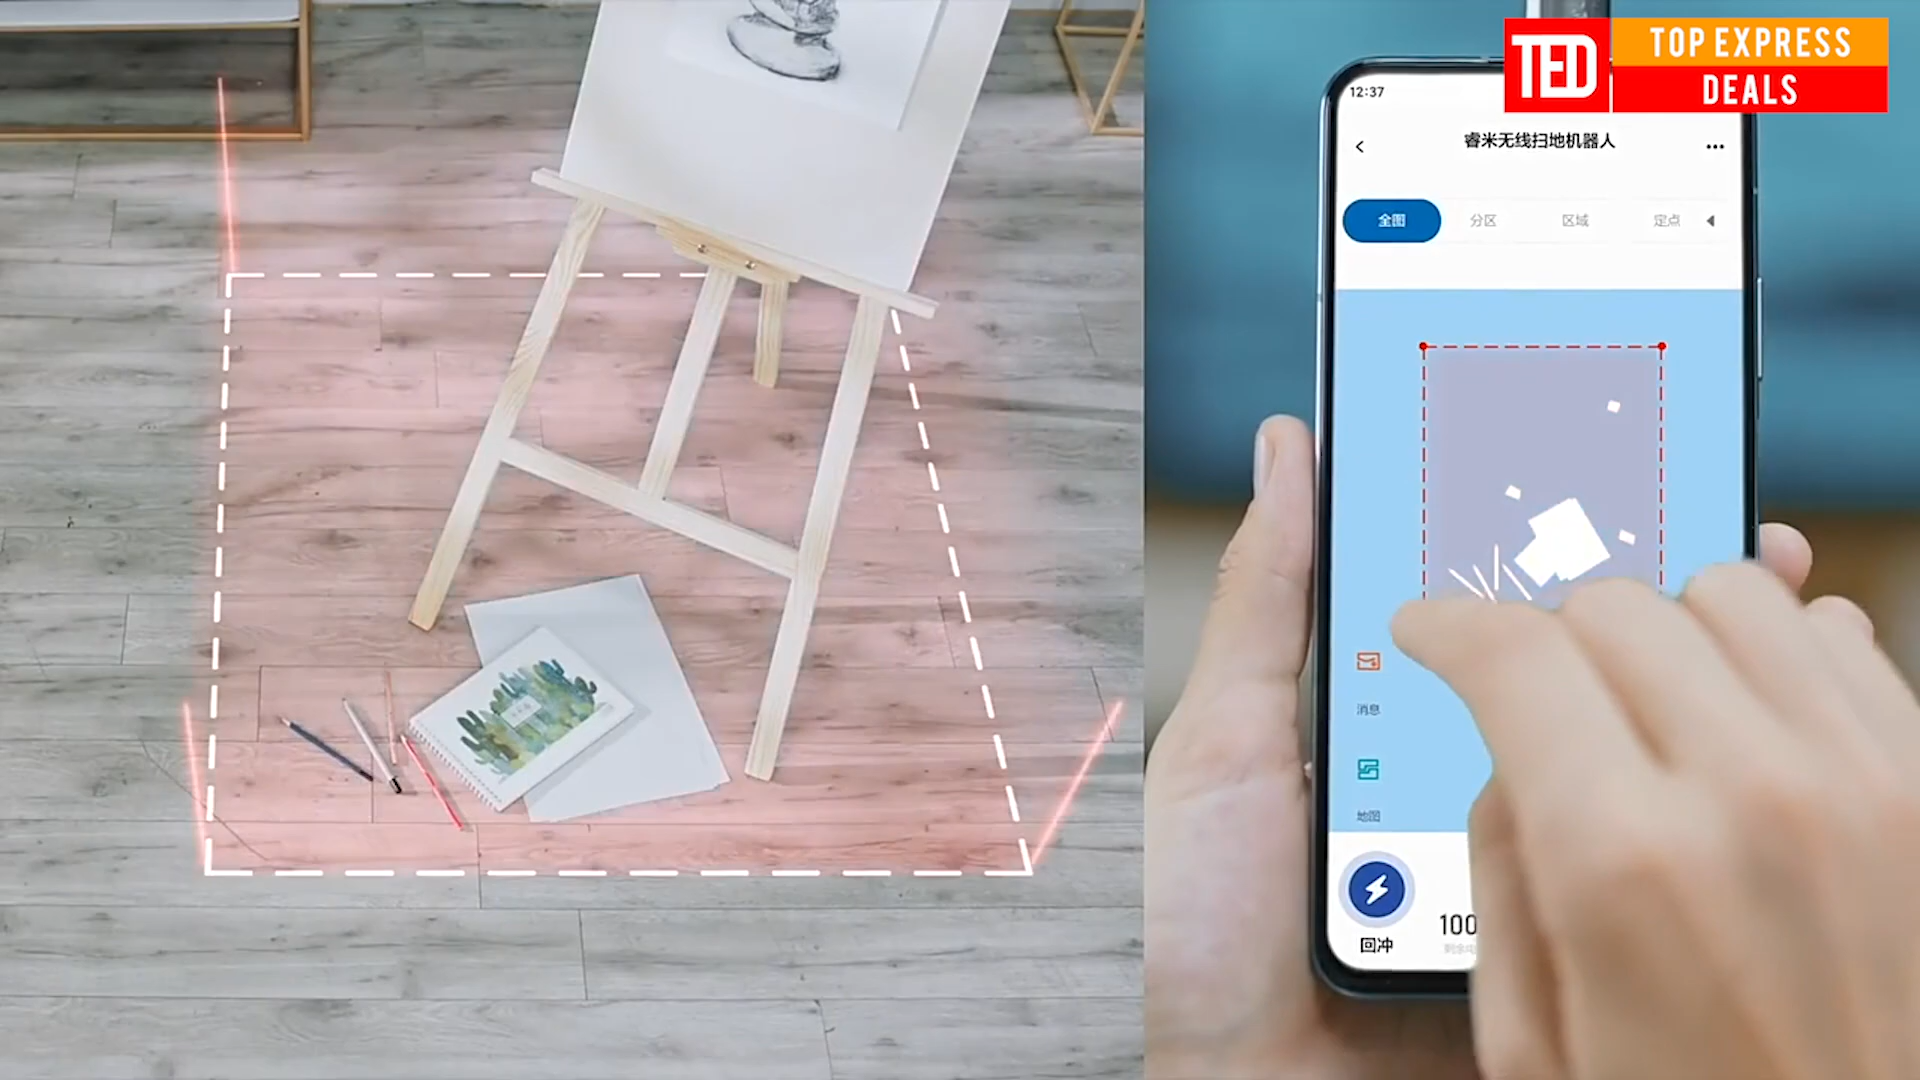 TED
TOP EXPRESS
DEALS
12:37
睿米无线扫地机器人
全图
分区
区域
定点
消息
地图
100
回冲